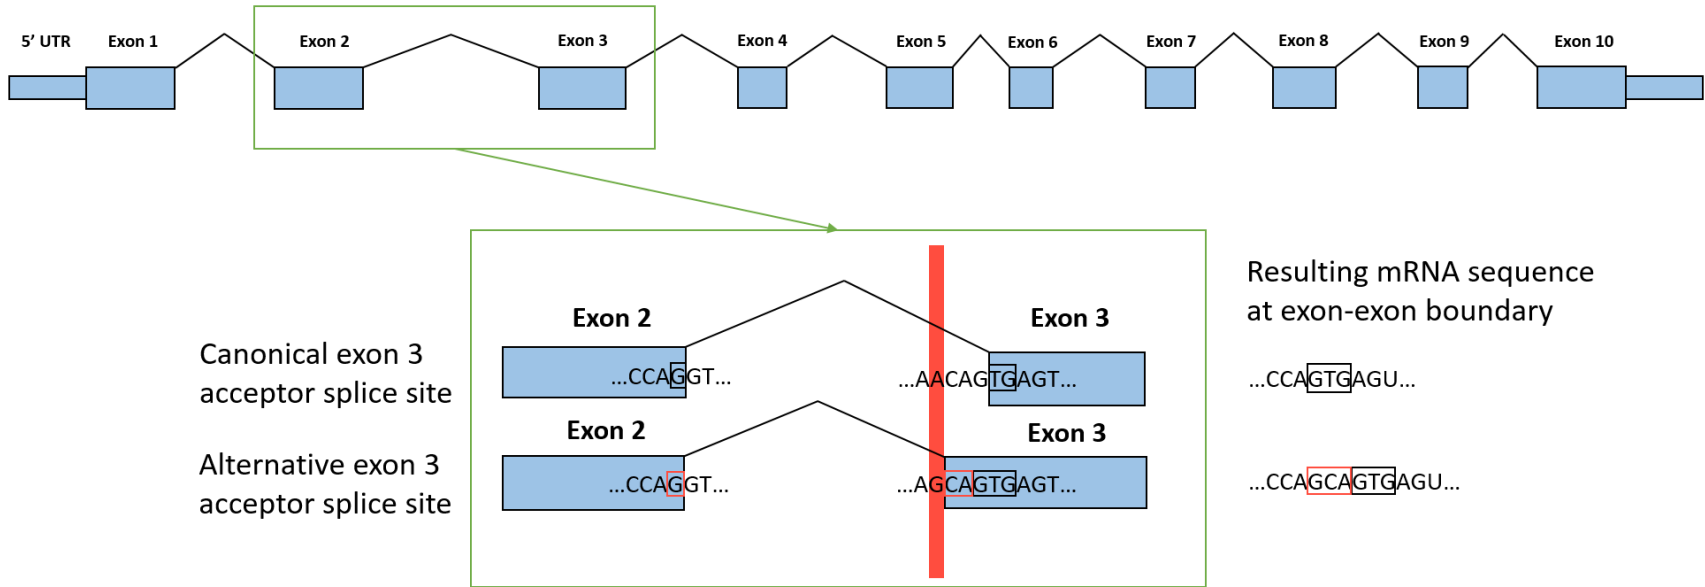 5' UTR Exon 1 Exon 2 Exon 3 Exon 4 Exon 5 Exon 6 Exon 7 Exon 8 Exon 9 Exon 10
Resulting mRNA sequence
at exon-exon boundary
Exon 2 Exon 3
Canonical exon 3
acceptor splice site
...CCAGGT... ...AACAGTGAGT... ...CCAGTGAGU...
Exon 2 Exon 3
Alternative exon 3
acceptor splice site
...CCAGGT... ...AGCAGTGAGT... ...CCAGCAGTGAGU...